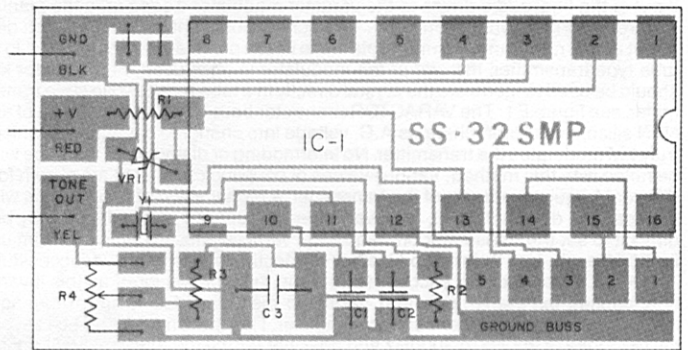 GND
BLK
8 7 6 5 4 3 2 1
+V
R1
RED
IC-1
SS-32SMP
VR1
TONE
OUT
Y1
YEL
9 10 11 12 13 14 15 16
R3
R4
C3
C1
C2
R2
5 4 3 2 1
GROUND BUSS